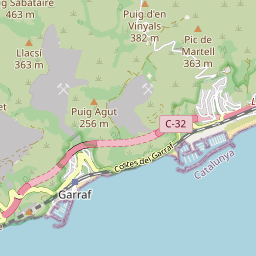 Puig d'en
Vinyals
382 m
Sabataire
463 m
Pic de
Martell
363 m
Llacsí
363 m
Puig Agut
256 m
C-32
Costes del Garraf
Catalunya
Garraf